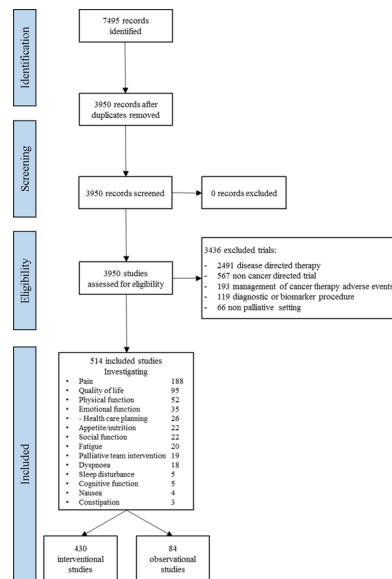 Identification
7495 records
identified
3950 records after
duplicates removed
Screening
3950 records screened
0 records excluded
Eligibility
3950 studies
assessed for eligibility
3436 excluded trials:
- 2491 disease directed therapy
- 567 non cancer directed trial
- 193 management of cancer therapy adverse events
- 119 diagnostic or biomarker procedure
- 66 non palliative setting
Included
514 included studies
Investigating
• Pain 188
• Quality of life 95
• Physical function 52
• Emotional function 35
• - Health care planning 26
• Appetite/nutrition 22
• Social function 22
• Fatigue 20
• Palliative team intervention 19
• Dyspnoea 18
• Sleep disturbance 5
• Cognitive function 5
• Nausea 4
• Constipation 3
430
interventional
studies
84
observational
studies